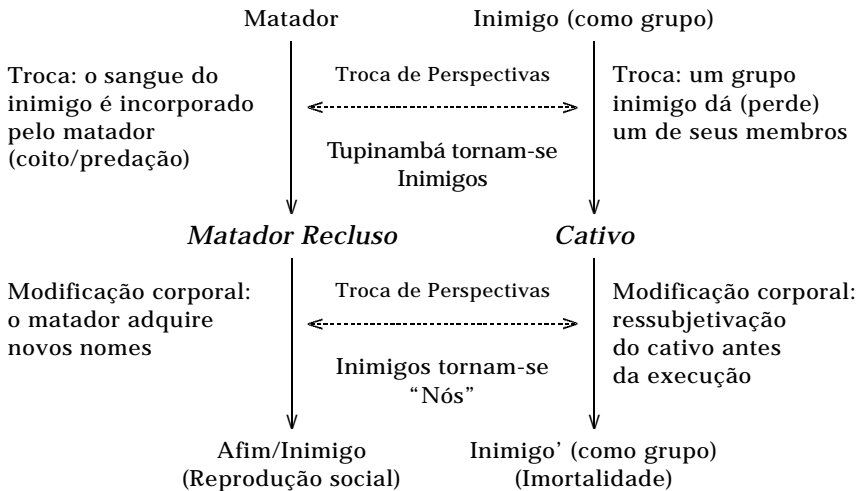 Matador
Inimigo (como grupo)
Troca: o sangue do
inimigo é incorporado
pelo matador
(coito/predação)
Troca de Perspectivas
Tupinambá tornam-se
Inimigos
Troca: um grupo
inimigo dá (perde)
um de seus membros
Matador Recluso
Cativo
Modificação corporal:
o matador adquire
novos nomes
Troca de Perspectivas
Inimigos tornam-se
“Nós”
Modificação corporal:
ressubjetivação
do cativo antes
da execução
Afim/Inimigo
(Reprodução social)
Inimigo’ (como grupo)
(Imortalidade)